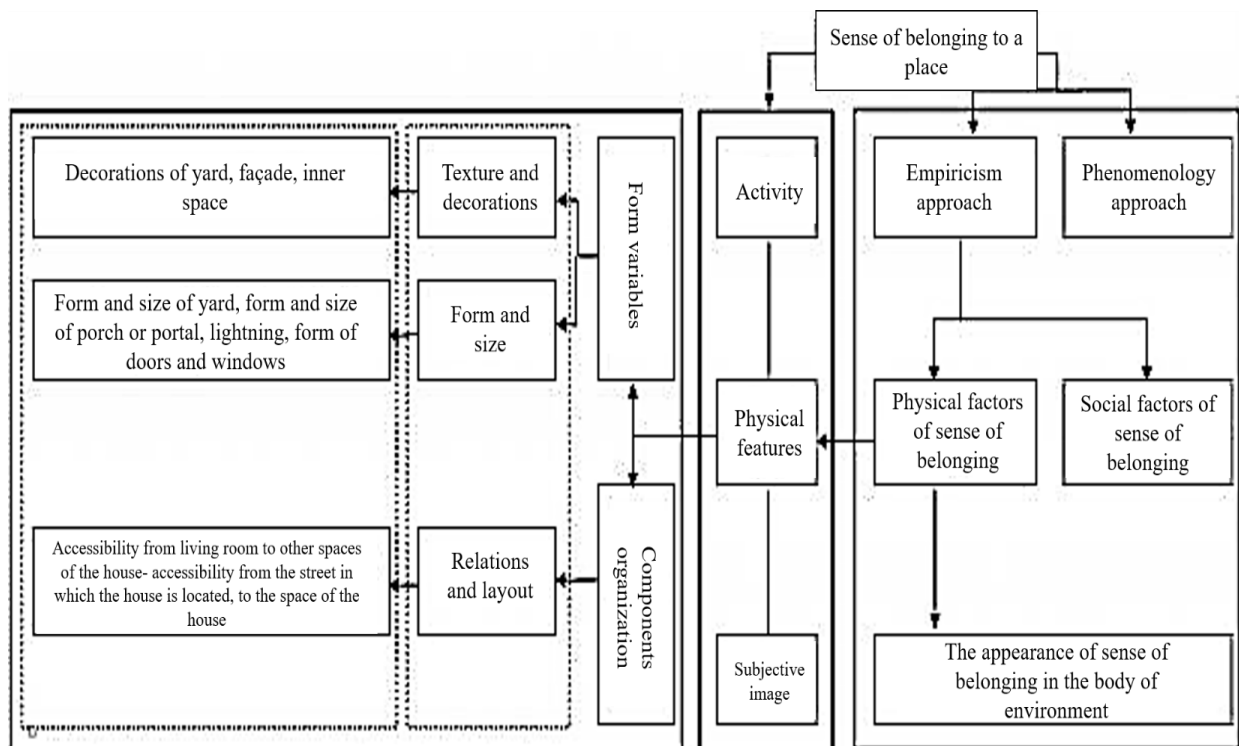 Sense of belonging to a
place
Decorations of yard, façade, inner
space
Texture and
decorations
Form variables
Activity
Empiricism
approach
Phenomenology
approach
Form and size of yard, form and size
of porch or portal, lightning, form of
doors and windows
Form and
size
Physical
features
Physical factors
of sense of
belonging
Social factors of
sense of
belonging
Accessibility from living room to other spaces
of the house- accessibility from the street in
which the house is located, to the space of the
house
Relations
and layout
Components
organization
Subjective
image
The appearance of sense of
belonging in the body of
environment